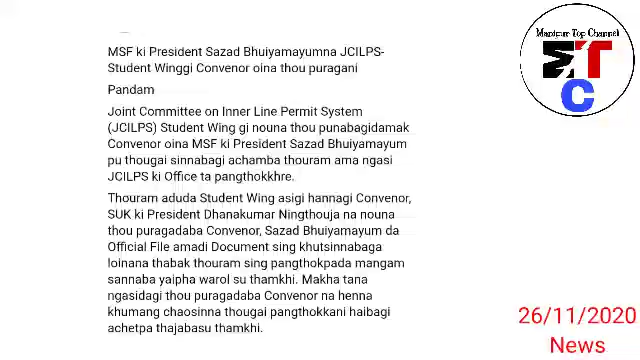 MSF ki President Sazad Bhuiyamayumna JCILPS-
Student Winggi Convenor oina thou puragani
Pandam
Joint Committee on Inner Line Permit System
(JCILPS) Student Wing gi nouna thou punabagidamak
Convenor oina MSF ki President Sazad Bhuiyamayum
pu thougai sinnabagi achamba thouram ama ngasi
JCILPS ki Office ta pangthokkhre.
Thouram aduda Student Wing asigi hannagi Convenor,
SUK ki President Dhanakumar Ningthouja na nouna
thou puragadaba Convenor, Sazad Bhuiyamayum da
Official File amadi Document sing khutsinnabaga
loinana thabak thouram sing pangthokpada mangam
sannaba yaipha warol su thamkhi. Makha tana
ngasidagi thou puragadaba Convenor na henna
khumang chaosinna thougai pangthokkani haibagi
achetpa thajabasu thamkhi.
Manipur Top Channel
MTC
26/11/2020
News